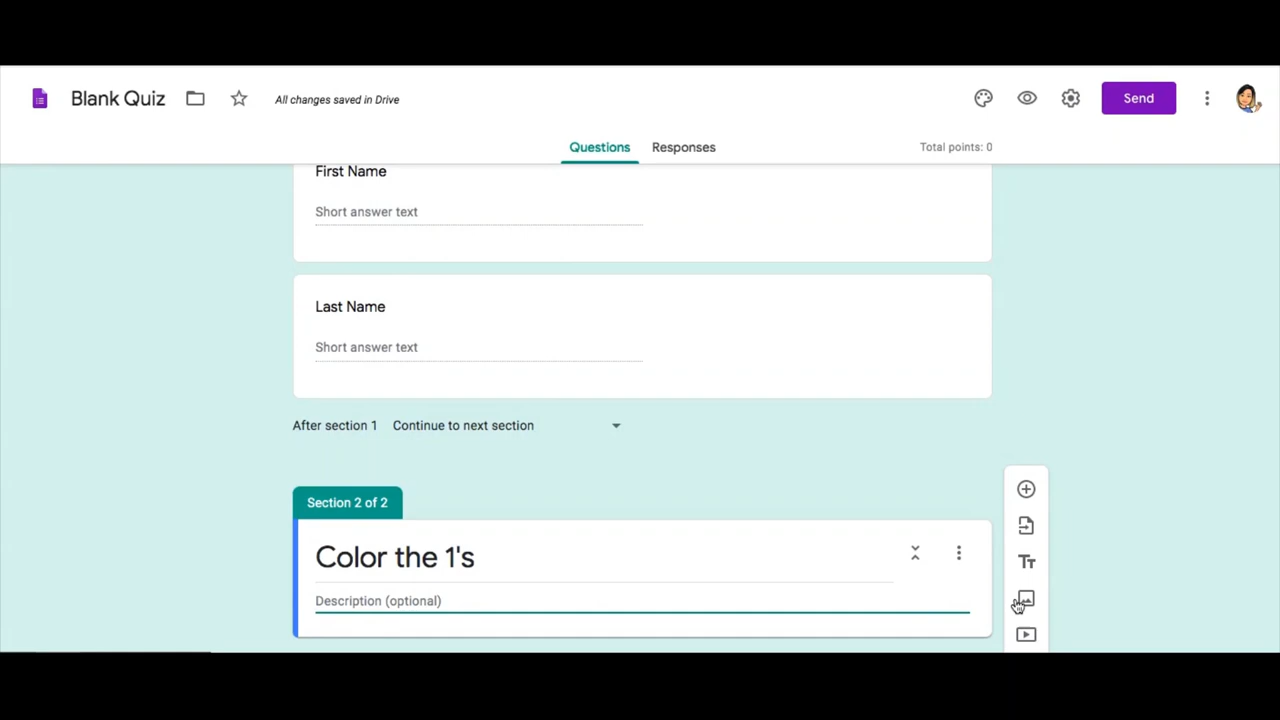 Blank Quiz
All changes saved in Drive
Send
Questions
Responses
Total points: 0
First Name
Short answer text
Last Name
Short answer text
After section 1 Continue to next section
Section 2 of 2
Color the 1's
Tт
Description (optional)